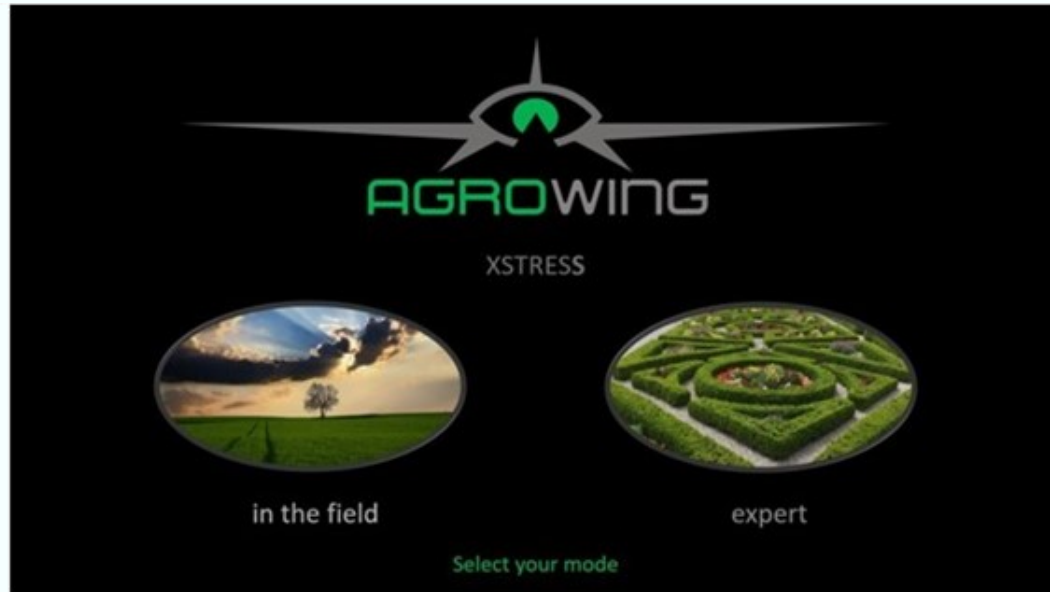 AGROWING
XSTRESS
in the field
expert
Select your mode